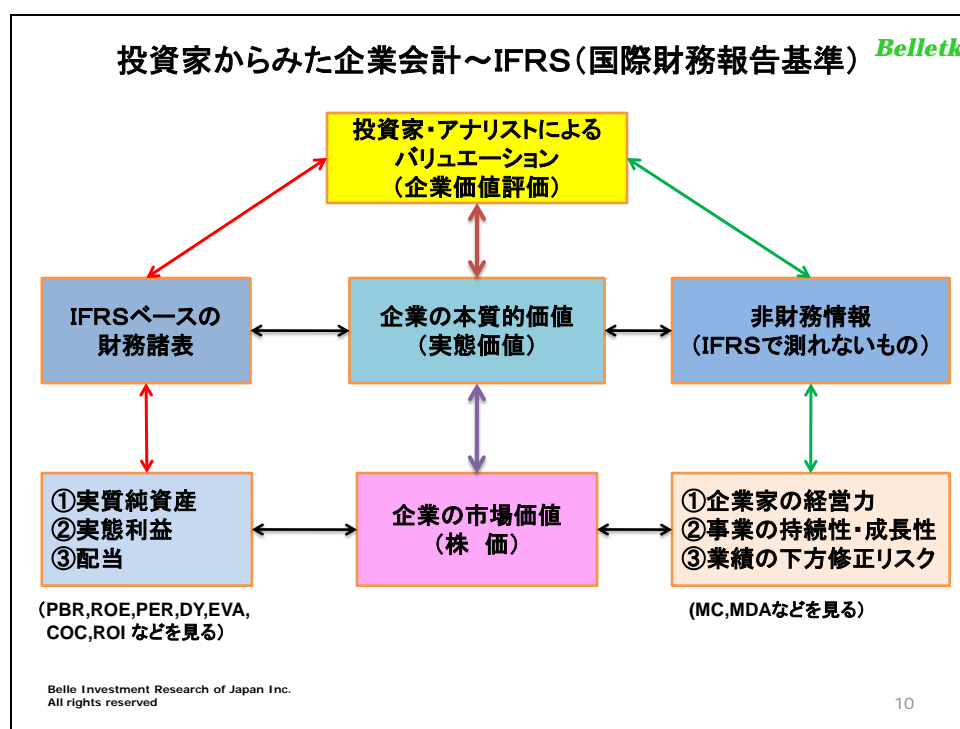 投資家からみた企業会計～IFRS(国際財務報告基準)
Belletk
投資家・アナリストによる
バリュエーション
(企業価値評価)
IFRSベースの
財務諸表
企業の本質的価値
(実態価値)
非財務情報
(IFRSで測れないもの)
①実質純資産
②実態利益
③配当
企業の市場価値
(株 価)
①企業家の経営力
②事業の持続性・成長性
③業績の下方修正リスク
(PBR,ROE,PER,DY,EVA,
COC,ROI などを見る)
(MC,MDAなどを見る)
Belle Investment Research of Japan Inc.
All rights reserved
10